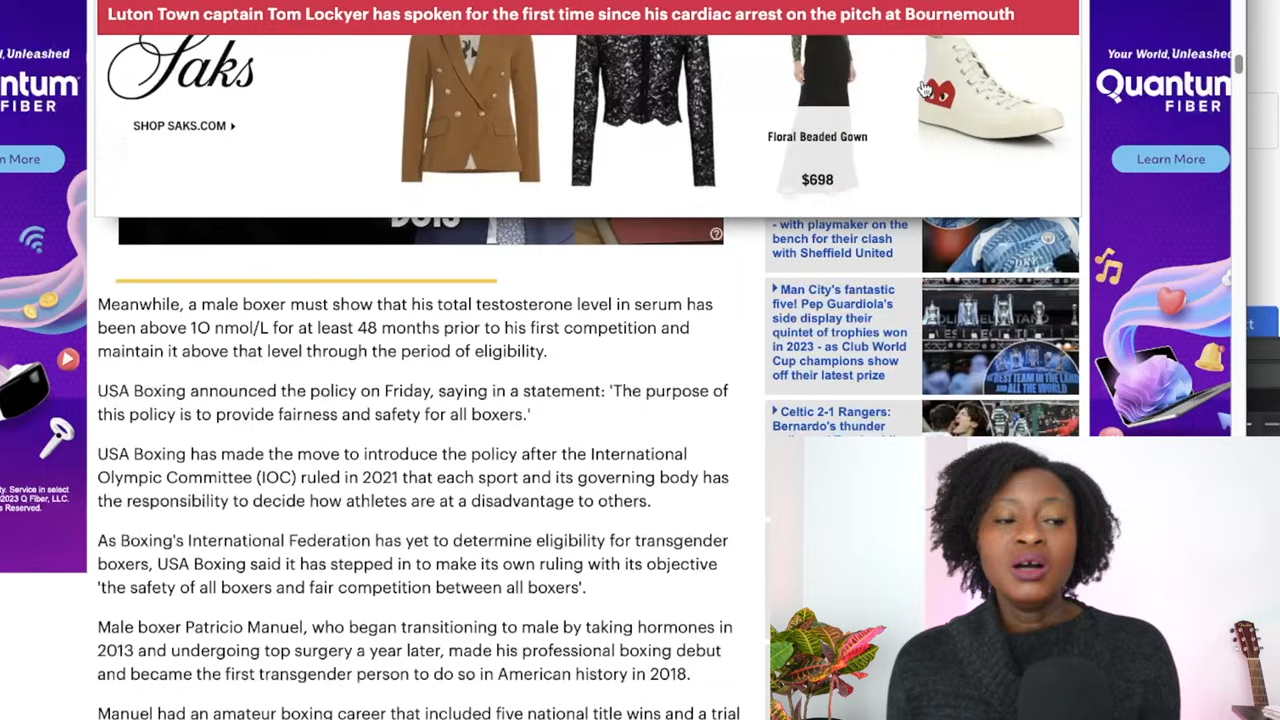 Luton Town captain Tom Lockyer has spoken for the first time since his cardiac arrest on the pitch at Bournemouth
Unleashed
ntum
FIBER
n More
ty. Service in select
2023 Q Fiber, LLC.
s Reserved.
Saks
SHOP SAKS.COM
Floral Beaded Gown
$698
Your World, Unleashed
Quantum
FIBER
Learn More
Meanwhile, a male boxer must show that his total testosterone level in serum has
been above 10 nmol/L for at least 48 months prior to his first competition and
maintain it above that level through the period of eligibility.
USA Boxing announced the policy on Friday, saying in a statement: 'The purpose of
this policy is to provide fairness and safety for all boxers.'
USA Boxing has made the move to introduce the policy after the International
Olympic Committee (IOC) ruled in 2021 that each sport and its governing body has
the responsibility to decide how athletes are at a disadvantage to others.
As Boxing's International Federation has yet to determine eligibility for transgender
boxers, USA Boxing said it has stepped in to make its own ruling with its objective
'the safety of all boxers and fair competition between all boxers'.
Male boxer Patricio Manuel, who began transitioning to male by taking hormones in
2013 and undergoing top surgery a year later, made his professional boxing debut
and became the first transgender person to do so in American history in 2018.
Manuel had an amateur boxing career that included five national title wins and a trial
- with playmaker on the
bench for their clash
with Sheffield United
Man City's fantastic
five! Pep Guardiola's
side display their
quintet of trophies won
in 2023 - as Club World
Cup champions show
off their latest prize
BEST TEAM IN THE LAND
AND ALL THE WORLD
Celtic 2-1 Rangers:
Bernardo's thunder